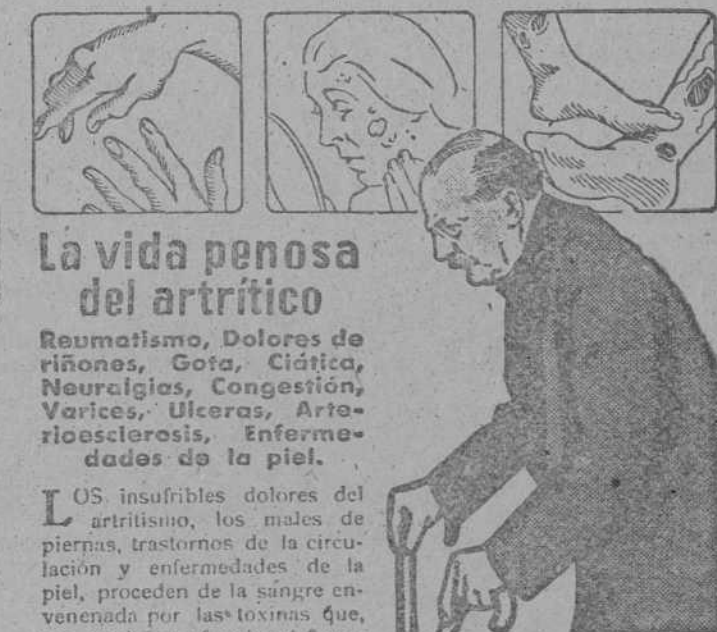 La vida penosa
del artrítico
Reumatismo, Dolores de
riñones, Gota, Ciática,
Neuralgias, Congestión,
Varices, Ulceras, Arte-
rioesclerosis, Enferme-
dades de la piel.
LOS insufribles dolores del
artritismo, los males de
piernas, trastornos de la circu-
lación y enfermedades de la
piel, proceden de la sangre en-
venenada por las toxinas que,